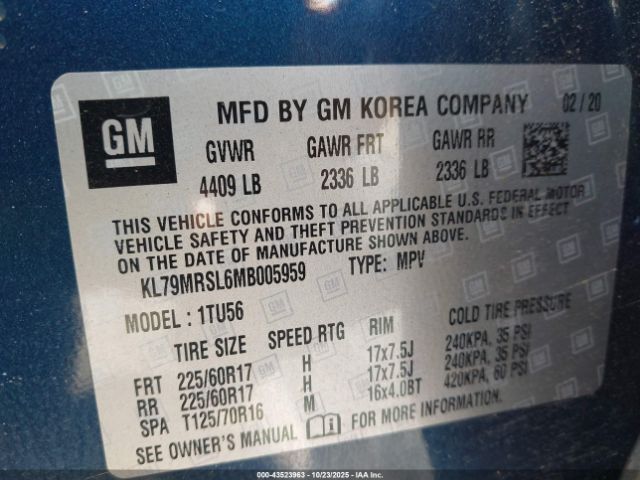 GM
MFD BY GM KOREA COMPANY 02/20
GVWR GAWR FRT GAWR RR
4409 LB 2336 LB 2336 LB
THIS VEHICLE CONFORMS TO ALL APPLICABLE U.S. FEDERAL MOTOR
VEHICLE SAFETY AND THEFT PREVENTION STANDARDS IN EFFECT
ON THE DATE OF MANUFACTURE SHOWN ABOVE.
KL79MRSL6MB005959 TYPE: MPV
MODEL: 1TU56
TIRE SIZE SPEED RTG RIM COLD TIRE PRESSURE
FRT 225/60R17 H 17x7.5J 240KPA, 35 PSI
RR 225/60R17 H 17x7.5J 240KPA, 35 PSI
SPA T125/70R16 M 16x4.0BT 420KPA, 60 PSI
SEE OWNER'S MANUAL FOR MORE INFORMATION.
000-43523963 - 10/23/2025 - COPYRIGHT IAA, LLC